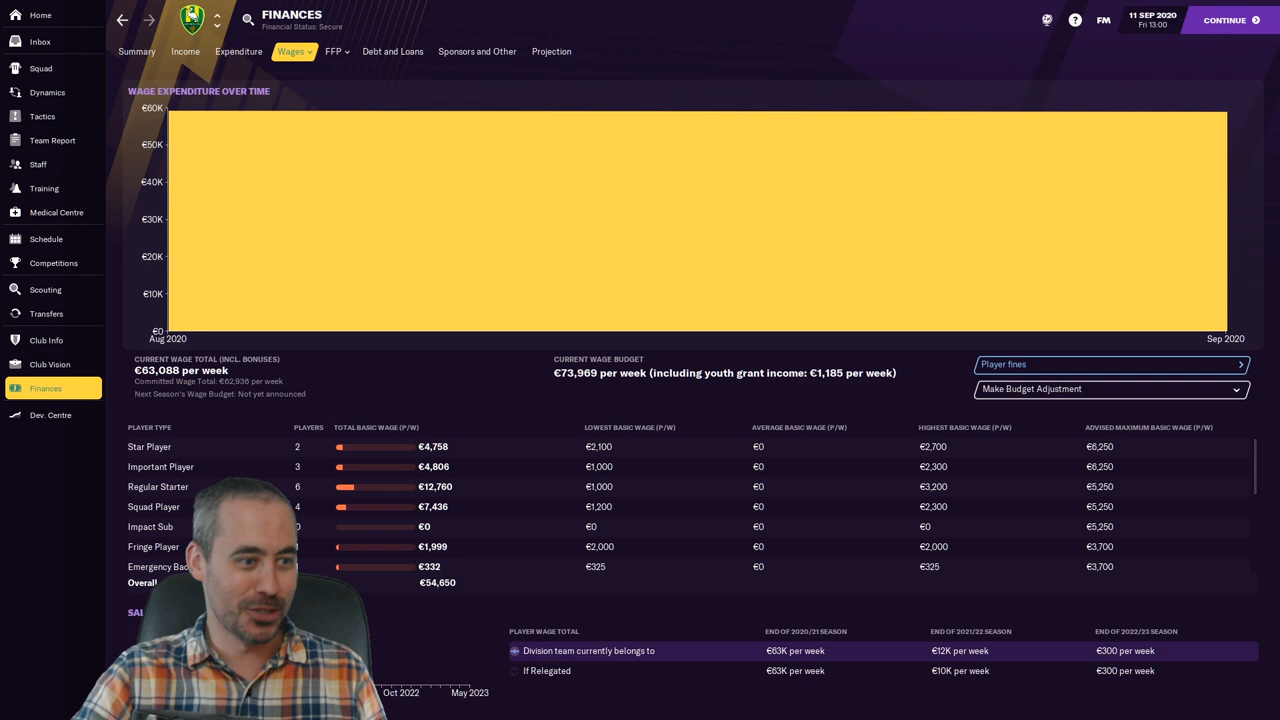 Home
Inbox
Squad
Dynamics
Tactics
Team Report
Staff
Training
Medical Centre
Schedule
Competitions
Scouting
Transfers
Club Info
Club Vision
Finances
Dev. Centre
FINANCES
Financial Status: Secure
FM
11 SEP 2020
Fri 13:00
CONTINUE
Summary Income Expenditure Wages FFP Debt and Loans Sponsors and Other Projection
WAGE EXPENDITURE OVER TIME
€60K
€50K
€40K
€30K
€20K
€10K
€0
Aug 2020 Sep 2020
CURRENT WAGE TOTAL (INCL. BONUSES)
€63,088 per week
Committed Wage Total: €62,936 per week
Next Season's Wage Budget: Not yet announced
CURRENT WAGE BUDGET
€73,969 per week (including youth grant income: €1,185 per week)
Player fines
Make Budget Adjustment
PLAYER TYPE PLAYERS TOTAL BASIC WAGE (P/W) LOWEST BASIC WAGE (P/W) AVERAGE BASIC WAGE (P/W) HIGHEST BASIC WAGE (P/W) ADVISED MAXIMUM BASIC WAGE (P/W)
Star Player 2 €4,758 €2,100 €0 €2,700 €6,250
Important Player 3 €4,806 €1,000 €0 €2,300 €6,250
Regular Starter 6 €12,760 €1,000 €0 €3,200 €5,250
Squad Player 4 €7,436 €1,200 €0 €2,300 €5,250
Impact Sub €0 €0 €0 €0 €5,250
Fringe Player €1,999 €2,000 €0 €2,000 €3,700
Emergency €332 €325 €0 €325 €3,700
Overall €54,650
Oct 2022 May 2023
PLAYER WAGE TOTAL END OF 2020/21 SEASON END OF 2021/22 SEASON END OF 2022/23 SEASON
Division team currently belongs to €63K per week €12K per week €300 per week
If Relegated €63K per week €10K per week €300 per week